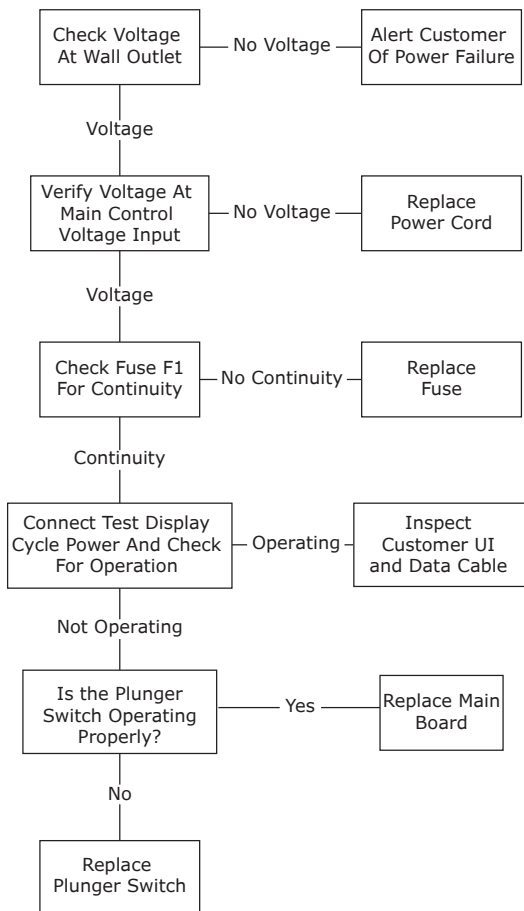 Check Voltage
At Wall Outlet
No Voltage
Alert Customer
Of Power Failure
Voltage
Verify Voltage At
Main Control
Voltage Input
No Voltage
Replace
Power Cord
Voltage
Check Fuse F1
For Continuity
No Continuity
Replace
Fuse
Continuity
Connect Test Display
Cycle Power And Check
For Operation
Operating
Inspect
Customer UI
and Data Cable
Not Operating
Is the Plunger
Switch Operating
Properly?
Yes
Replace Main
Board
No
Replace
Plunger Switch